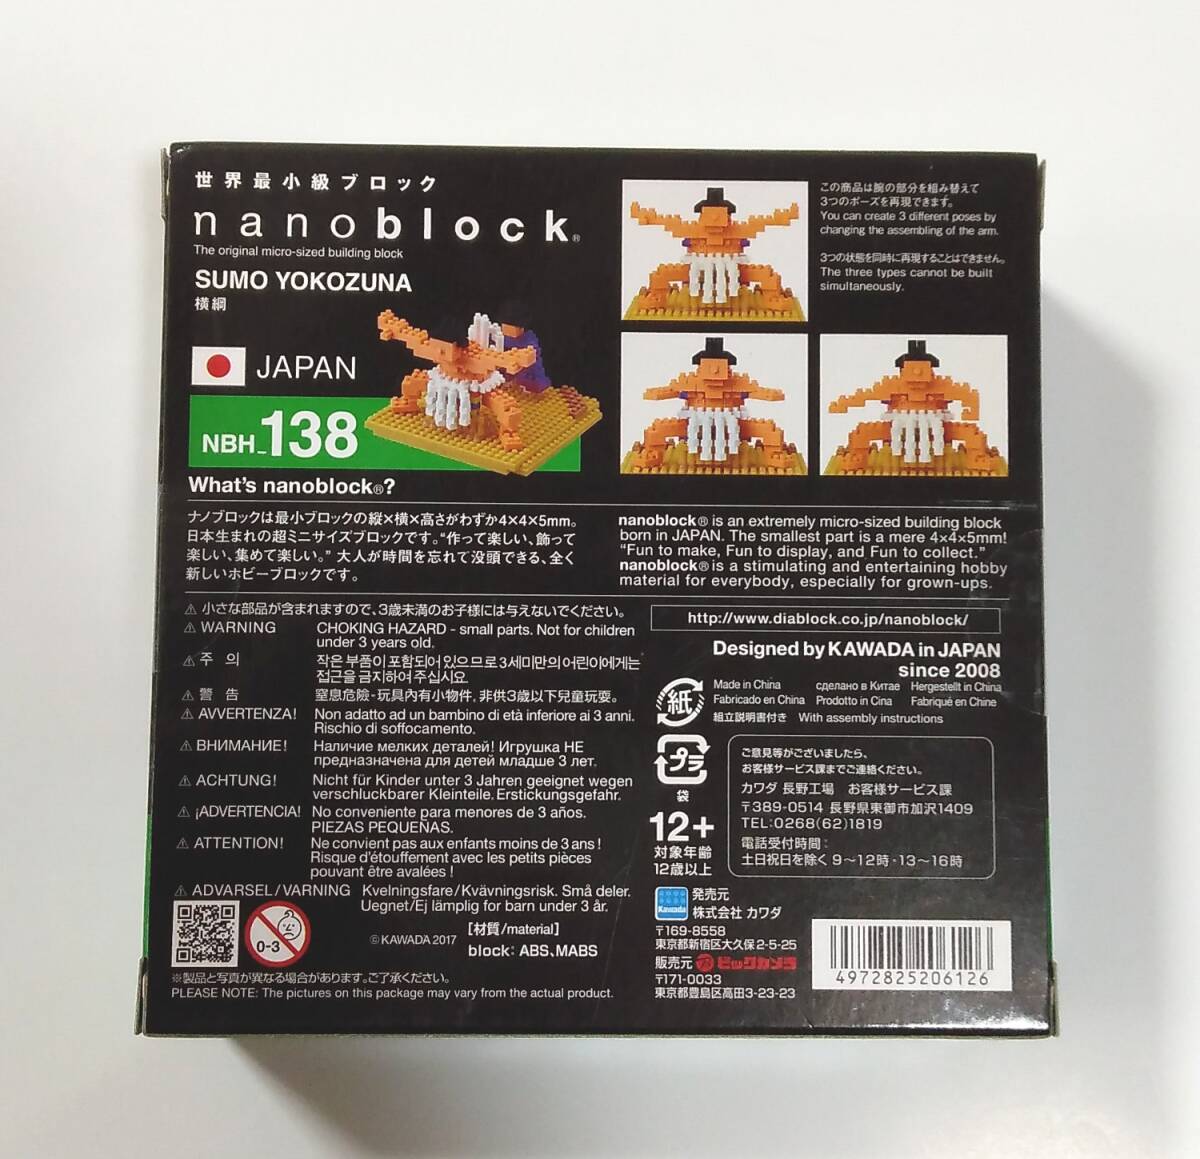 世界最小級ブロック
nanoblock®
The original micro-sized building block
SUMO YOKOZUNA
横綱
JAPAN
NBH_138
この商品は腕の部分を組み替えて
3つのポーズを再現できます。
You can create 3 different poses by
changing the assembling of the arm.
3つの状態を同時に再現することはできません。
The three types cannot be built
simultaneously.
What's nanoblock®?
ナノブロックは最小ブロックの縦×横×高さがわずか4×4×5mm。
日本生まれの超ミニサイズブロックです。“作って楽しい、飾って
楽しい、集めて楽しい。” 大人が時間を忘れて没頭できる、全く
新しいホビーブロックです。
nanoblock® is an extremely micro-sized building block
born in JAPAN. The smallest part is a mere 4×4×5mm!
“Fun to make, Fun to display, and Fun to collect.”
nanoblock® is a stimulating and entertaining hobby
material for everybody, especially for grown-ups.
⚠ 小さな部品が含まれますので、3歳未満のお子様には与えないでください。
⚠ WARNING CHOKING HAZARD - small parts. Not for children
under 3 years old.
⚠ 주 의 작은 부품이 포함되어 있으므로 3세미만의 어린이에게는
접근을 금지하여 주십시요.
⚠ 警 告 窒息危險-玩具內有小物件, 非供3歲以下兒童玩耍。
⚠ AVVERTENZA! Non adatto ad un bambino di età inferiore ai 3 anni.
Rischio di soffocamento.
⚠ ВНИМАНИЕ! Наличие мелких деталей! Игрушка НЕ
предназначена для детей младше 3 лет.
⚠ ACHTUNG! Nicht für Kinder unter 3 Jahren geeignet wegen
verschluckbarer Kleinteile. Erstickungsgefahr.
⚠ ¡ADVERTENCIA! No conveniente para menores de 3 años.
PIEZAS PEQUEÑAS.
⚠ ATTENTION! Ne convient pas aux enfants moins de 3 ans !
Risque d'étouffement avec les petits pièces
pouvant être avalées !
⚠ ADVARSEL/VARNING Kvelningsfare/Kvävningsrisk. Små deler.
Uegnet/Ej lämplig for barn under 3 år.
0-3
© KAWADA 2017
[材質/material]
block: ABS、MABS
※製品と写真が異なる場合があります。ご了承ください。
PLEASE NOTE: The pictures on this package may vary from the actual product.
http://www.diablock.co.jp/nanoblock/
Designed by KAWADA in JAPAN
since 2008
紙
Made in China сделано в Китае Hergestellt in China
Fabricado en China Prodotto in Cina Fabriqué en Chine
組立説明書付き With assembly instructions
プラ
袋
12+
対象年齢
12歳以上
ご意見等がございましたら、
お客様サービス課までご連絡ください。
カワダ 長野工場 お客様サービス課
〒389-0514 長野県東御市加沢1409
TEL:0268(62)1819
電話受付時間:
土日祝日を除く 9〜12時・13〜16時
Kawada
発売元
株式会社 カワダ
〒169-8558
東京都新宿区大久保2-5-25
販売元 ビックカメラ
〒171-0033
東京都豊島区高田3-23-23
4972825206126